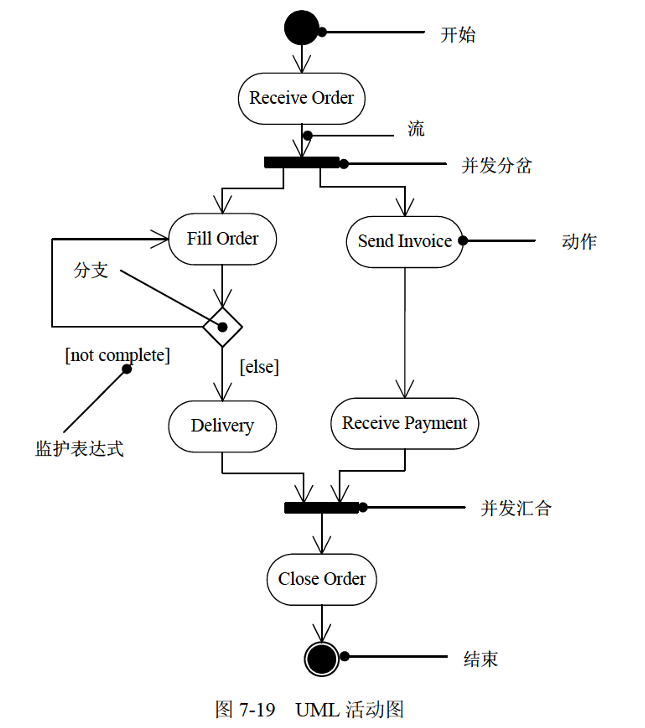 开始
Receive Order
流
并发分岔
Fill Order
Send Invoice
动作
分支
[not complete]
[else]
Delivery
Receive Payment
监护表达式
并发汇合
Close Order
结束
图 7-19 UML 活动图